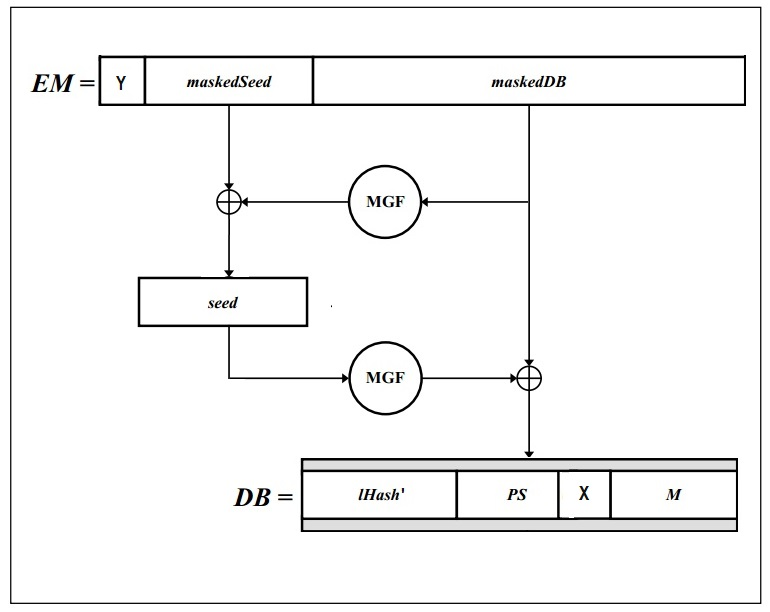 EM = Y maskedSeed maskedDB
MGF
seed
MGF
DB = lHash' PS X M